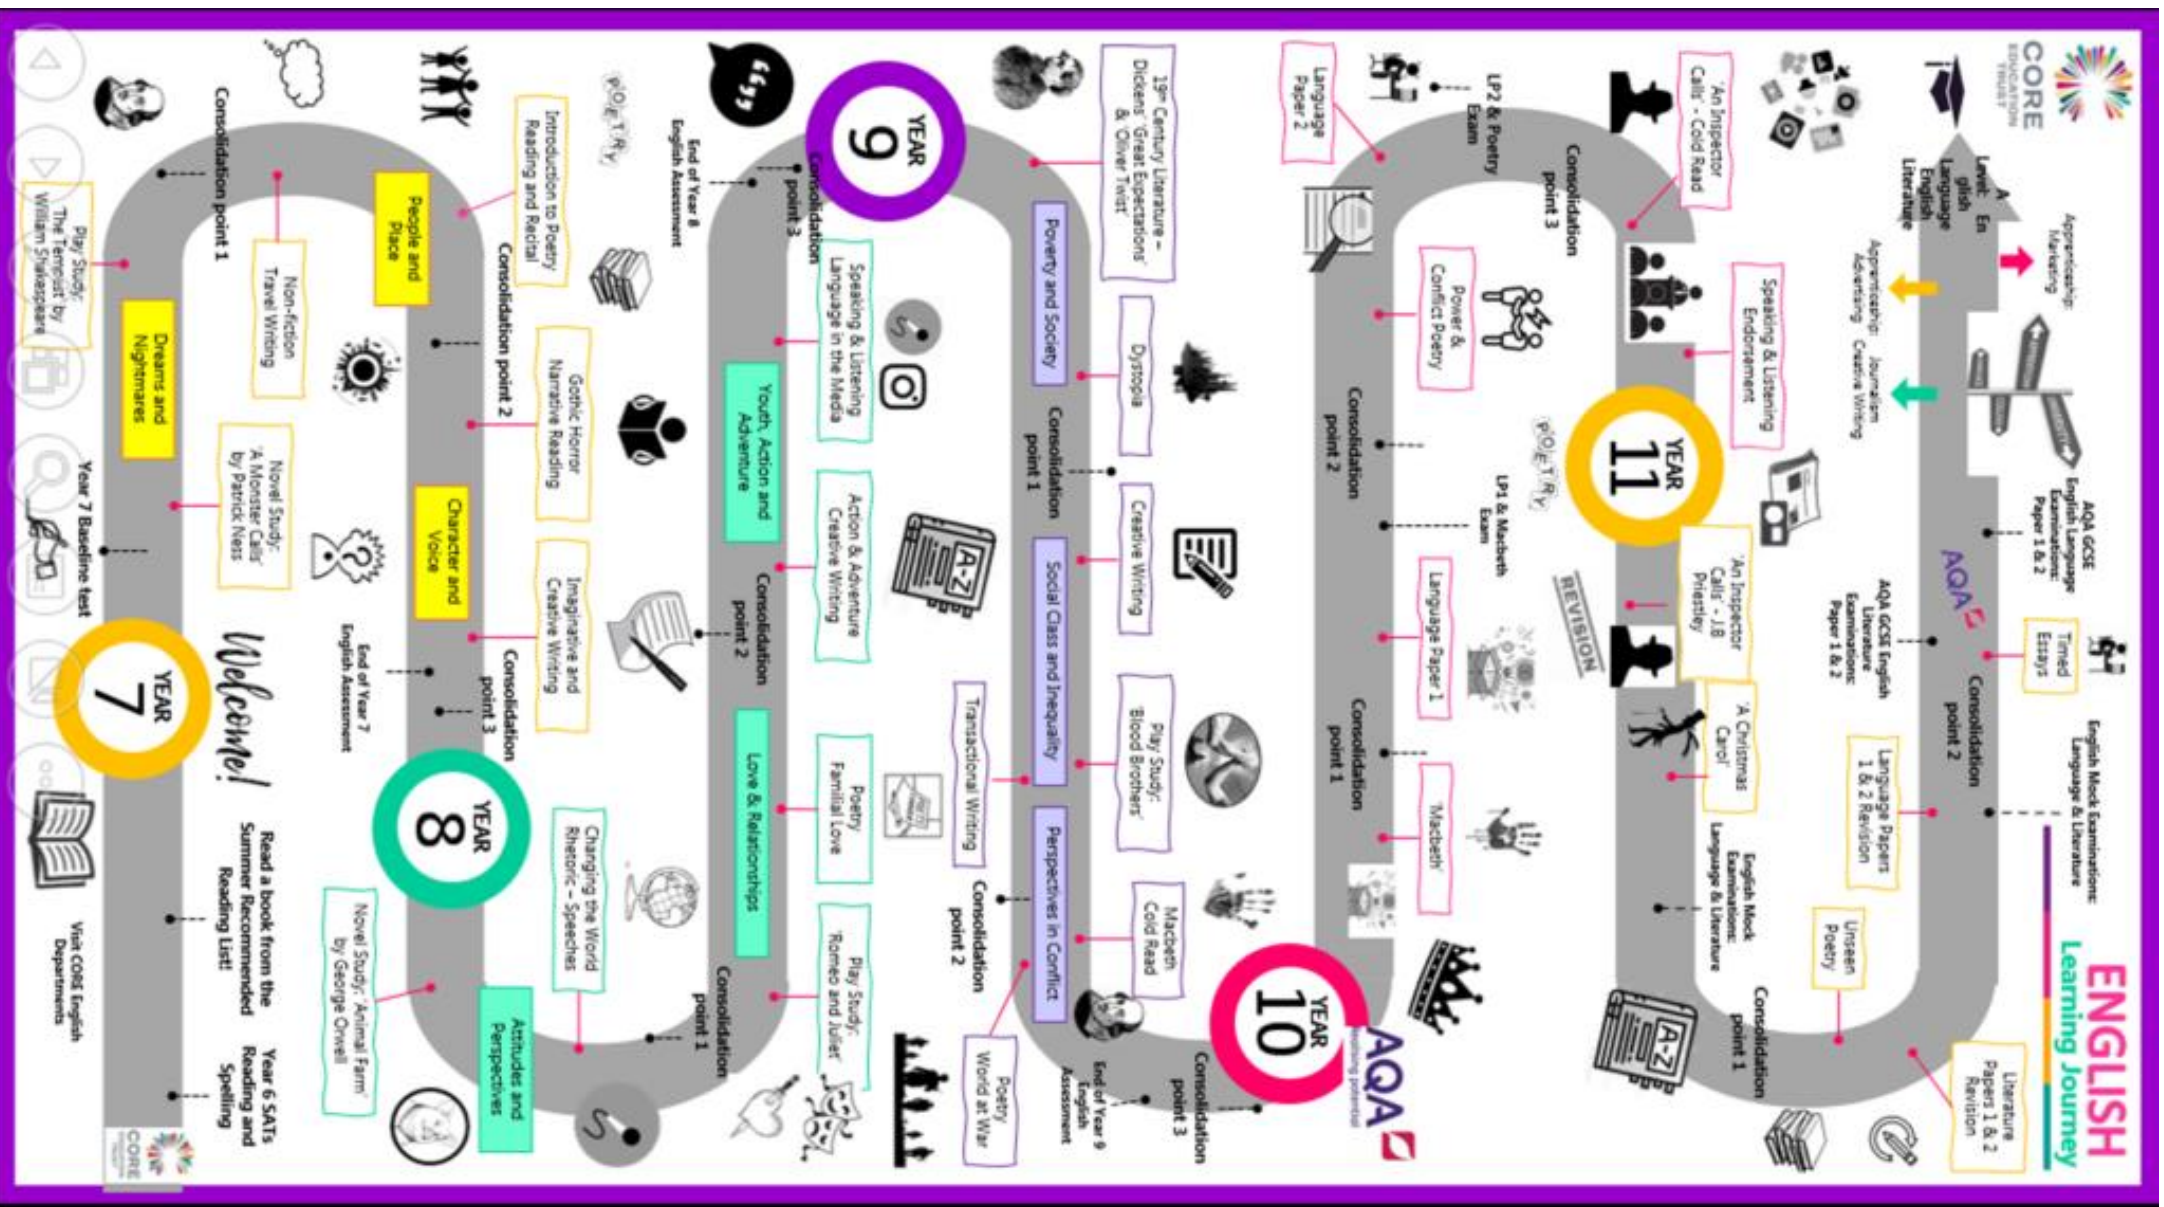 CORE
EDUCATION
TRUST
ENGLISH
Learning Journey
A
Level: En
glish
Language
English
Literature
Apprenticeship:
Marketing
Apprenticeship:
Advertising
Journalism
Creative Writing
AQA GCSE
English Language
Examinations:
Paper 1 & 2
AQA
Timed
Essays
AQA GCSE English
Literature
Examinations:
Paper 1 & 2
Consolidation
point 2
English Mock Examinations:
Language & Literature
Language Papers
1 & 2 Revision
Unseen
Poetry
Literature
Papers 1 & 2
Revision
Consolidation
point 1
A-Z
English Mock
Examinations:
Language & Literature
'A Christmas
Carol'
'An Inspector
Calls' - J.B
Priestley
REVISION
YEAR
11
POETRY
Speaking & Listening
Endorsement
'An Inspector
Calls' - Cold Read
Consolidation
point 3
LP2 & Poetry
Exam
Language
Paper 2
Power &
Conflict Poetry
Consolidation
point 2
LP1 & Macbeth
Exam
Language Paper 1
Consolidation
point 1
'Macbeth'
AQA
YEAR
10
Consolidation
point 3
End of Year 9
English
Assessment
Poetry
World at War
Macbeth
Cold Read
Perspectives in Conflict
Consolidation
point 2
Play Study:
'Blood Brothers'
Transactional Writing
Social Class and Inequality
Creative Writing
Consolidation
point 1
Dystopia
Poverty and Society
19th Century Literature –
Dickens' 'Great Expectations'
& 'Oliver Twist'
YEAR
9
Consolidation
point 3
End of Year 8
English Assessment
Speaking & Listening
Language in the Media
Youth, Action and
Adventure
Action & Adventure
Creative Writing
A-Z
Consolidation
point 2
Love & Relationships
Poetry
Familial Love
Play Study:
'Romeo and Juliet'
Consolidation
point 1
Attitudes and
Perspectives
Changing the World
Rhetoric – Speeches
Novel Study: 'Animal Farm'
by George Orwell
YEAR
8
Consolidation
point 3
End of Year 7
English Assessment
Imaginative and
Creative Writing
Character and
Voice
Gothic Horror
Narrative Reading
Consolidation point 2
Introduction to Poetry
Reading and Recital
POETRY
People and
Place
Non-fiction
Travel Writing
Consolidation point 1
Play Study:
'The Tempist' by
William Shakespeare
Dreams and
Nightmares
Novel Study:
'A Monster Calls'
by Patrick Ness
Year 7 Baseline test
YEAR
7
Welcome!
Read a book from the
Summer Recommended
Reading List!
Visit CORE English
Departments
Year 6 SATs
Reading and
Spelling
CORE